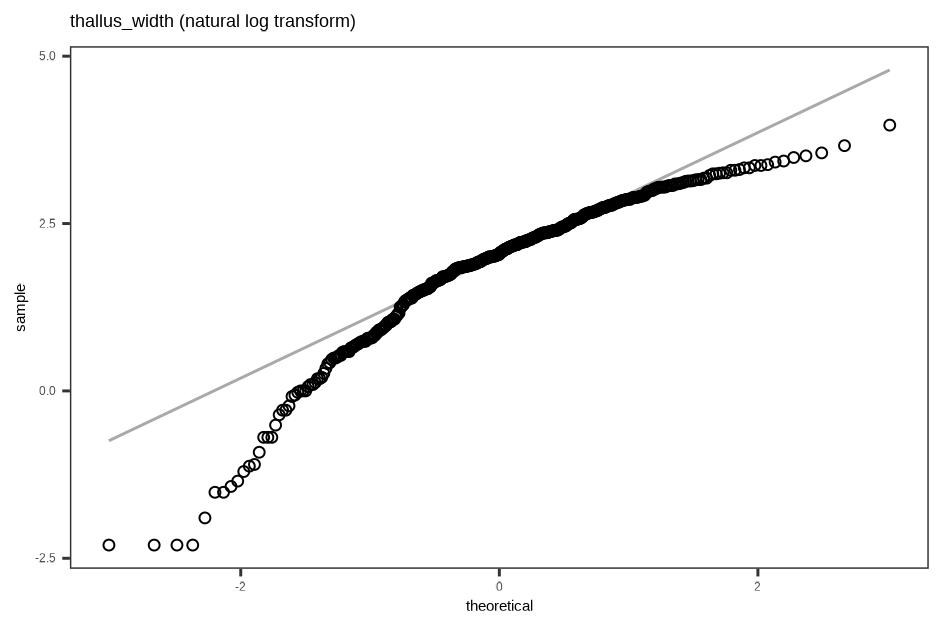 thallus_width (natural log transform)
5.0
2.5
0.0
-2.5
sample
-2
0
2
theoretical